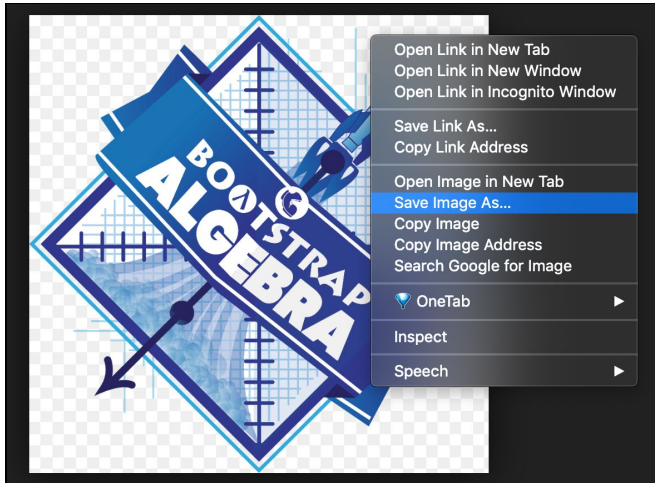 BOOTSTRAP
ALGEBRA
Open Link in New Tab
Open Link in New Window
Open Link in Incognito Window
Save Link As...
Copy Link Address
Open Image in New Tab
Save Image As...
Copy Image
Copy Image Address
Search Google for Image
OneTab
Inspect
Speech